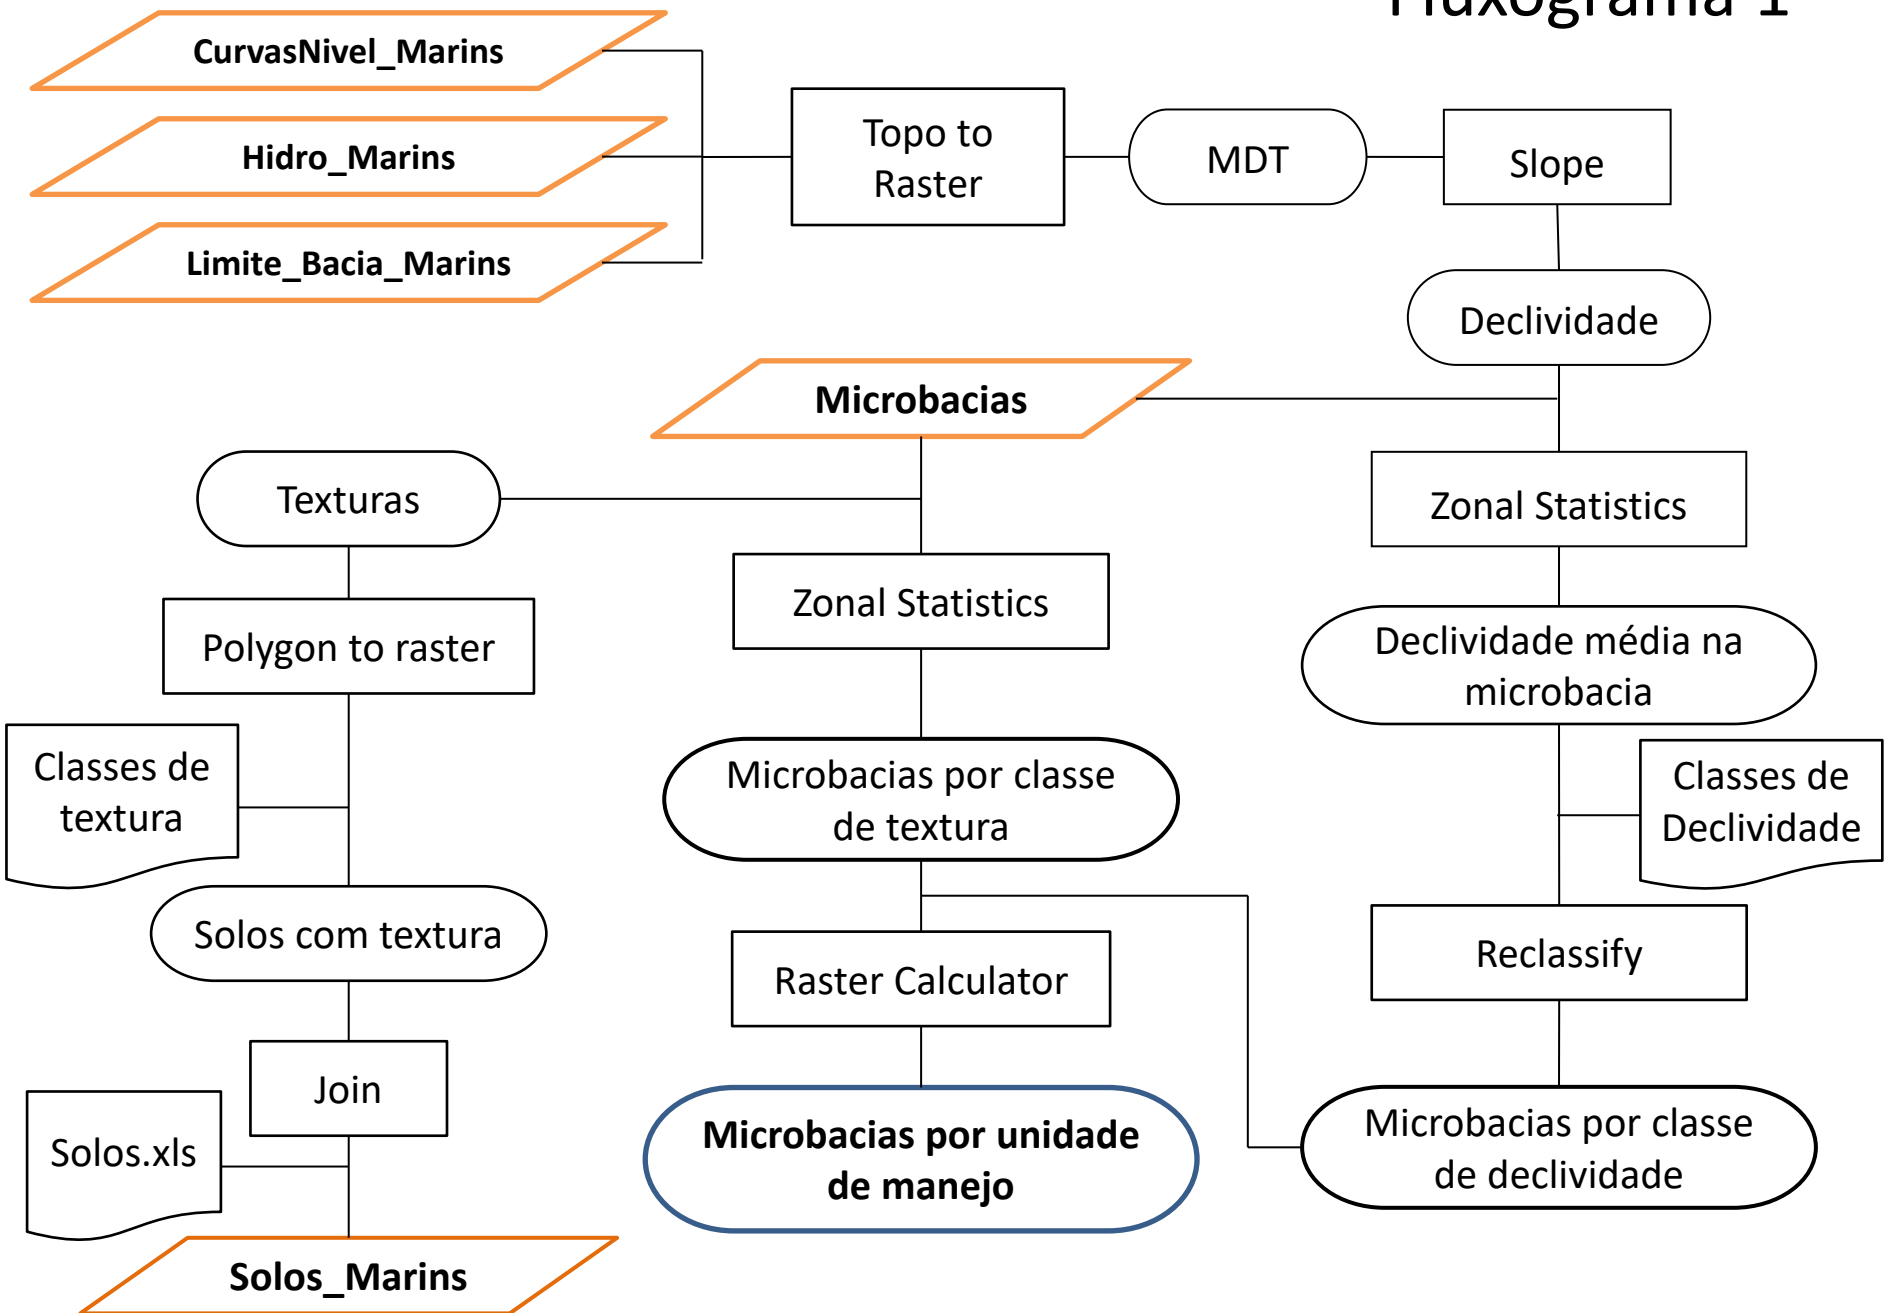 Fluxograma 1
CurvasNivel_Marins
Hidro_Marins
Limite_Bacia_Marins
Topo to
Raster
MDT
Slope
Declividade
Microbacias
Texturas
Zonal Statistics
Zonal Statistics
Polygon to raster
Declividade média na
microbacia
Classes de
textura
Microbacias por classe
de textura
Classes de
Declividade
Solos com textura
Raster Calculator
Reclassify
Join
Solos.xls
Microbacias por unidade
de manejo
Microbacias por classe
de declividade
Solos_Marins